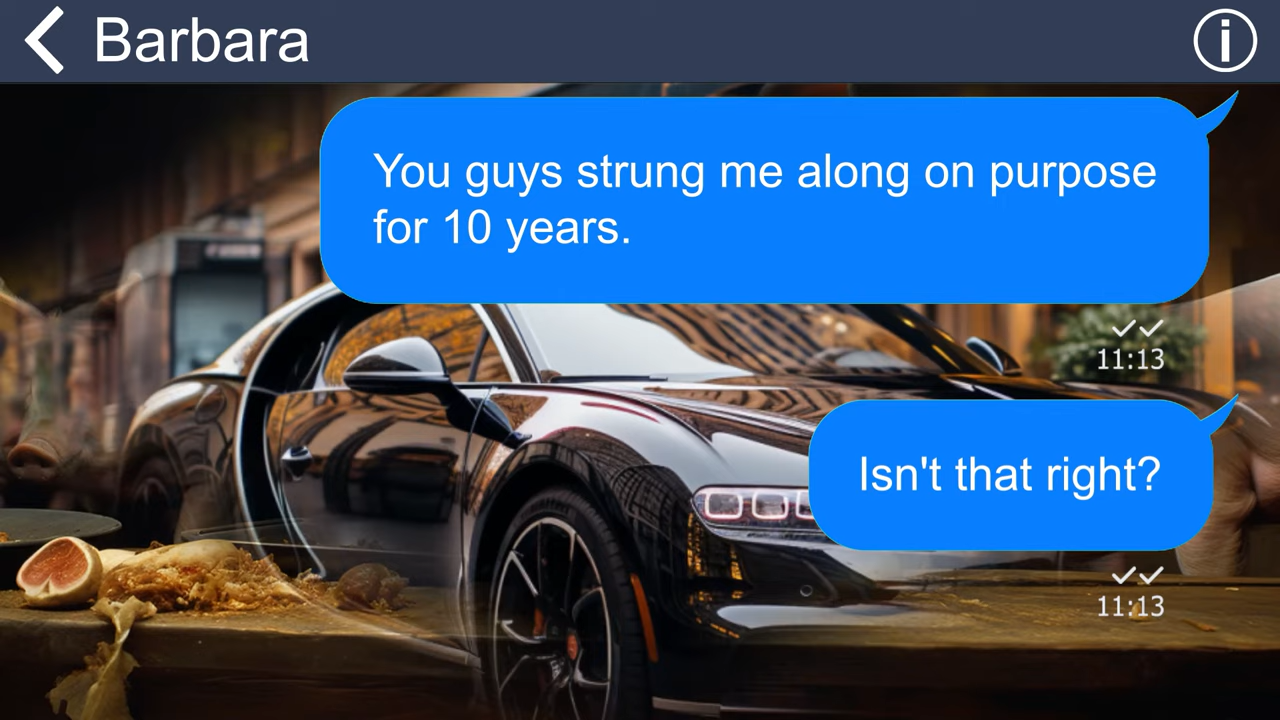 Barbara
You guys strung me along on purpose
for 10 years.
11:13
Isn't that right?
11:13